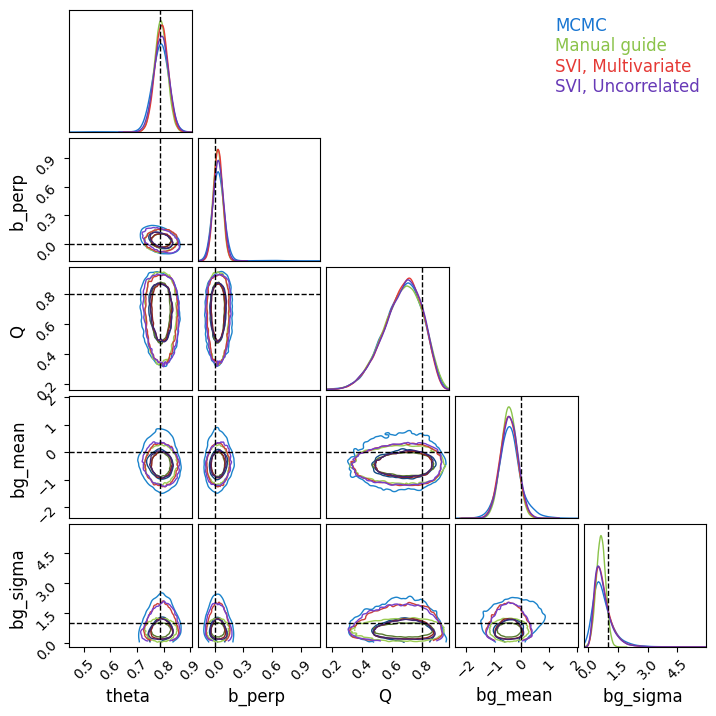 MCMC
Manual guide
SVI, Multivariate
SVI, Uncorrelated
b_perp
0.9
0.6
0.3
0.0
Q
0.8
0.6
0.4
0.2
bg_mean
2
1
0
−1
−2
bg_sigma
4.5
3.0
1.5
0.0
0.5 0.6 0.7 0.8 0.9
0.0 0.3 0.6 0.9
0.2 0.4 0.6 0.8
−2 −1 0 1 2
0.0 1.5 3.0 4.5
theta b_perp Q bg_mean bg_sigma